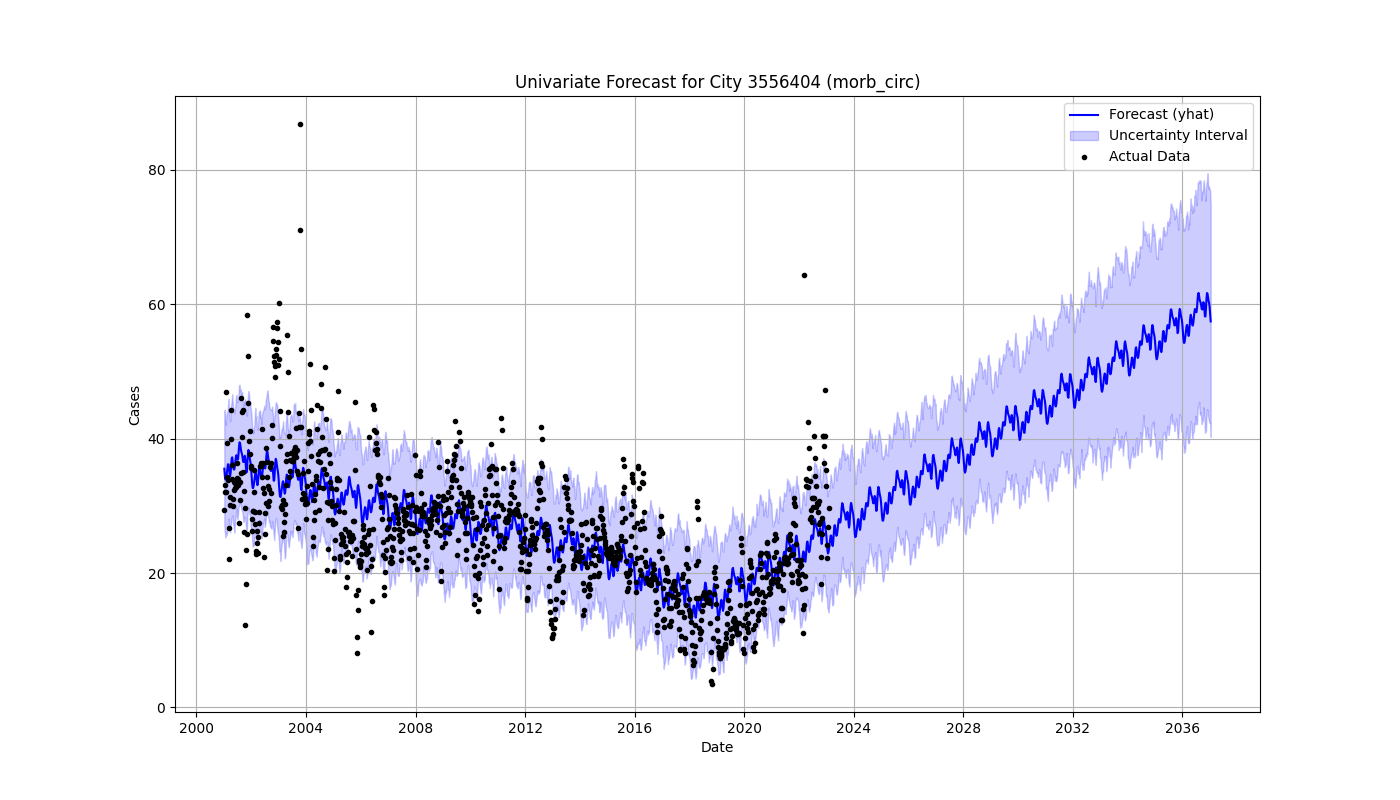 Univariate Forecast for City 3556404 (morb_circ)
Forecast (yhat)
Uncertainty Interval
Actual Data
80
60
40
20
0
Cases
2000 2004 2008 2012 2016 2020 2024 2028 2032 2036
Date